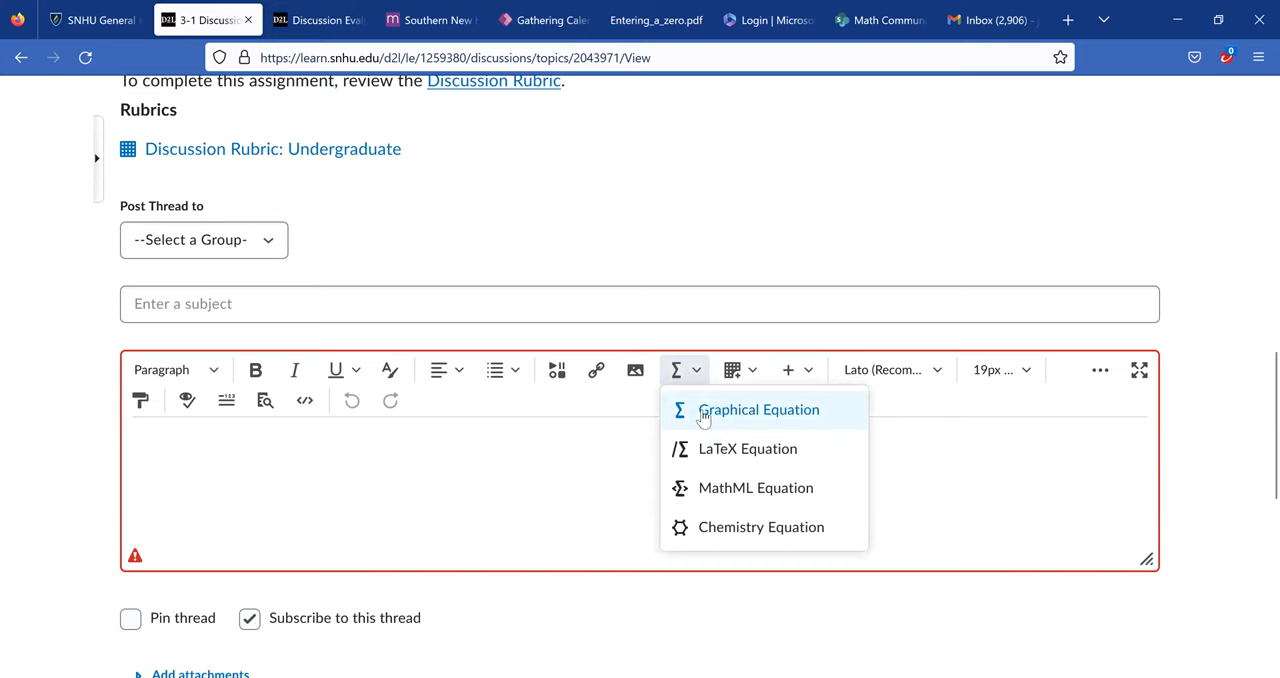 SNHU General
3-1 Discussio
Discussion Eval
Southern New H
Gathering Caler
Entering_a_zero.pdf
Login | Microso
Math Commun
Inbox (2,906) -
https://learn.snhu.edu/d2l/le/1259380/discussions/topics/2043971/View
0
To complete this assignment, review the Discussion Rubric.
Rubrics
Discussion Rubric: Undergraduate
Post Thread to
--Select a Group-
Enter a subject
Paragraph
B I U
Lato (Recom...
19px ...
Graphical Equation
LaTeX Equation
MathML Equation
Chemistry Equation
Pin thread
Subscribe to this thread
Add attachments